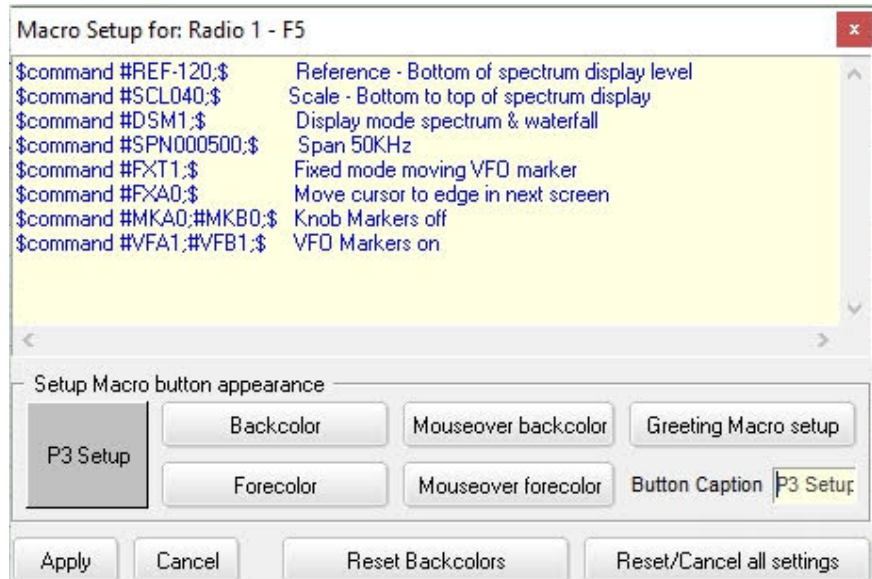 Macro Setup for: Radio 1 - F5
x
$command #REF-120;$ Reference - Bottom of spectrum display level
$command #SCL040;$ Scale - Bottom to top of spectrum display
$command #DSM1;$ Display mode spectrum & waterfall
$command #SPN000500;$ Span 50KHz
$command #FXT1;$ Fixed mode moving VFO marker
$command #FXA0;$ Move cursor to edge in next screen
$command #MKA0;#MKB0;$ Knob Markers off
$command #VFA1;#VFB1;$ VFO Markers on
Setup Macro button appearance
P3 Setup
Backcolor
Mouseover backcolor
Greeting Macro setup
Forecolor
Mouseover forecolor
Button Caption P3 Setup
Apply
Cancel
Reset Backcolors
Reset/Cancel all settings